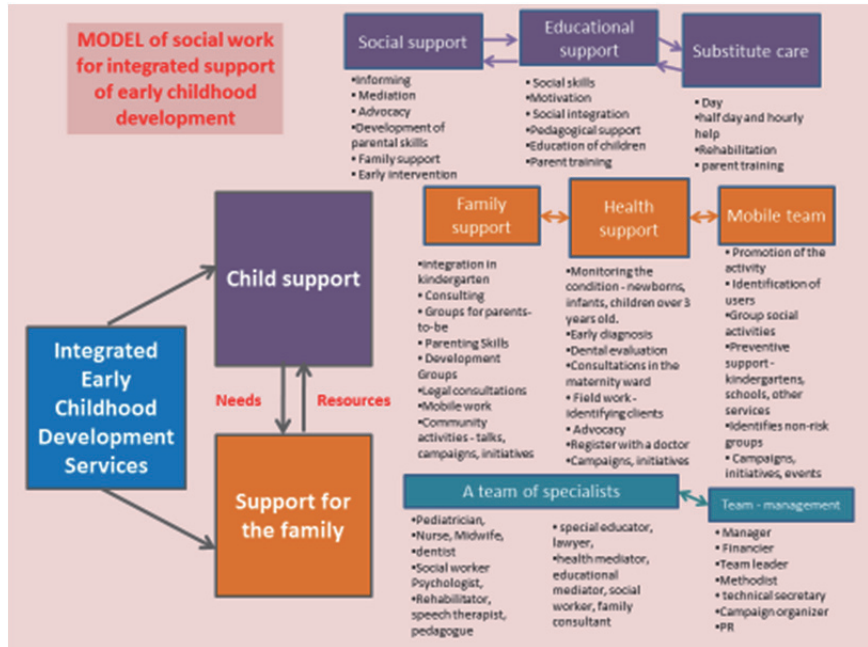 MODEL of social work
for integrated support
of early childhood
development
Social support
Educational
support
Substitute care
▪Informing
▪ Mediation
▪ Advocacy
▪Development of
parental skills
▪ Family support
▪ Early intervention
▪ Social skills
▪Motivation
▪ Social integration
▪Pedagogical support
▪Education of children
▪Parent training
▪ Day
▪half day and hourly
help
▪Rehabilitation
▪ parent training
Child support
Integrated
Early
Childhood
Development
Services
Needs
Resources
Support for
the family
Family
support
Health
support
Mobile team
▪Integration in
kindergarten
▪ Consulting
▪ Groups for parents-
to-be
▪ Parenting Skills
▪ Development
Groups
▪Legal consultations
▪Mobile work
▪Community
activities - talks,
campaigns, initiatives
▪Monitoring the
condition - newborns,
infants, children over 3
years old.
▪Early diagnosis
▪Dental evaluation
▪Consultations in the
maternity ward
▪ Field work -
identifying clients
▪ Advocacy
▪Register with a doctor
▪Campaigns, initiatives
▪ Promotion of the
activity
▪ Identification of
users
▪Group social
activities
▪Preventive
support -
kindergartens,
schools, other
services
▪Identifies non-risk
groups
▪ Campaigns,
initiatives, events
A team of specialists
Team - management
▪Pediatrician,
▪Nurse, Midwife,
dentist
▪Social worker
Psychologist,
▪Rehabilitator,
speech therapist,
pedagogue
▪ special educator,
lawyer,
▪health mediator,
educational
mediator, social
worker, family
consultant
▪ Manager
▪ Financier
▪Team leader
▪ Methodist
▪ technical secretary
▪Campaign organizer
▪PR